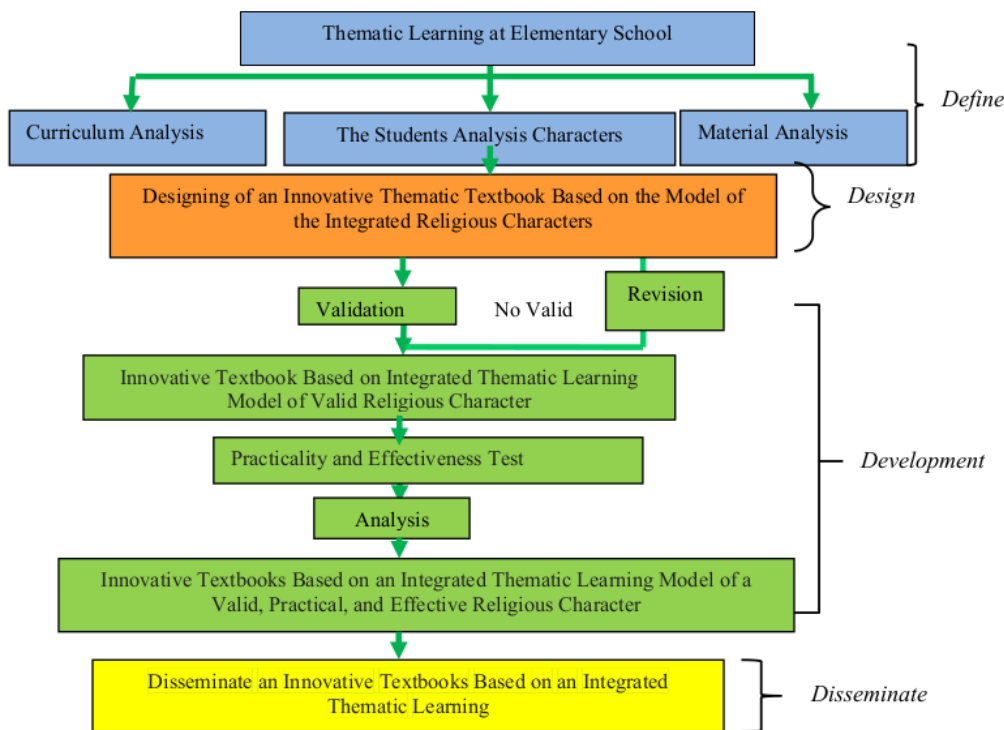 Thematic Learning at Elementary School
Define
Curriculum Analysis
The Students Analysis Characters
Material Analysis
Designing of an Innovative Thematic Textbook Based on the Model of
the Integrated Religious Characters
Design
Validation
No Valid
Revision
Innovative Textbook Based on Integrated Thematic Learning
Model of Valid Religious Character
Practicality and Effectiveness Test
Development
Analysis
Innovative Textbooks Based on an Integrated Thematic Learning Model of a
Valid, Practical, and Effective Religious Character
Disseminate an Innovative Textbooks Based on an Integrated
Thematic Learning
Disseminate